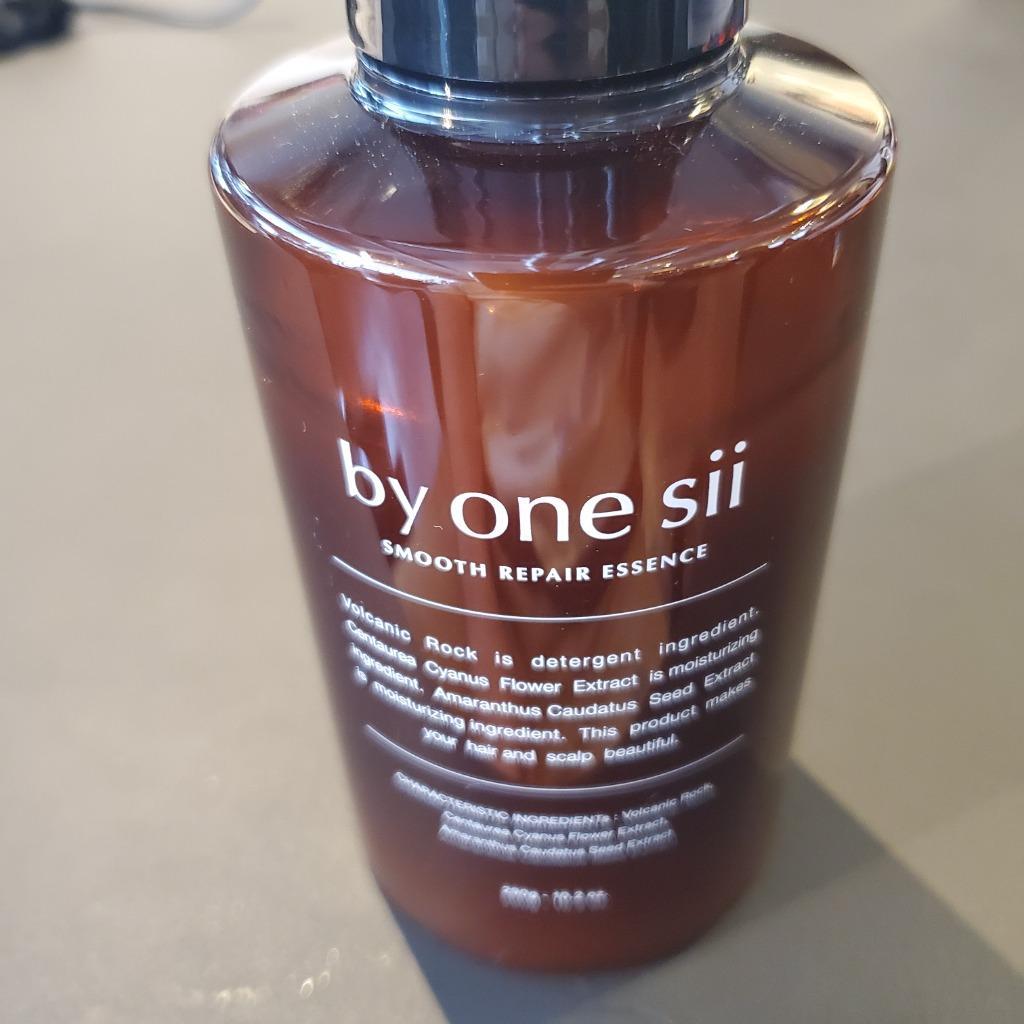 by one sii
SMOOTH REPAIR ESSENCE
Volcanic Rock is detergent ingredient.
Centaurea Cyanus Flower Extract is moisturizing
ingredient. Amaranthus Caudatus Seed Extract
is moisturizing ingredient. This product makes
your hair and scalp beautiful.
CHARACTERISTIC INGREDIENTs : Volcanic Rock,
Centaurea Cyanus Flower Extract,
Amaranthus Caudatus Seed Extract